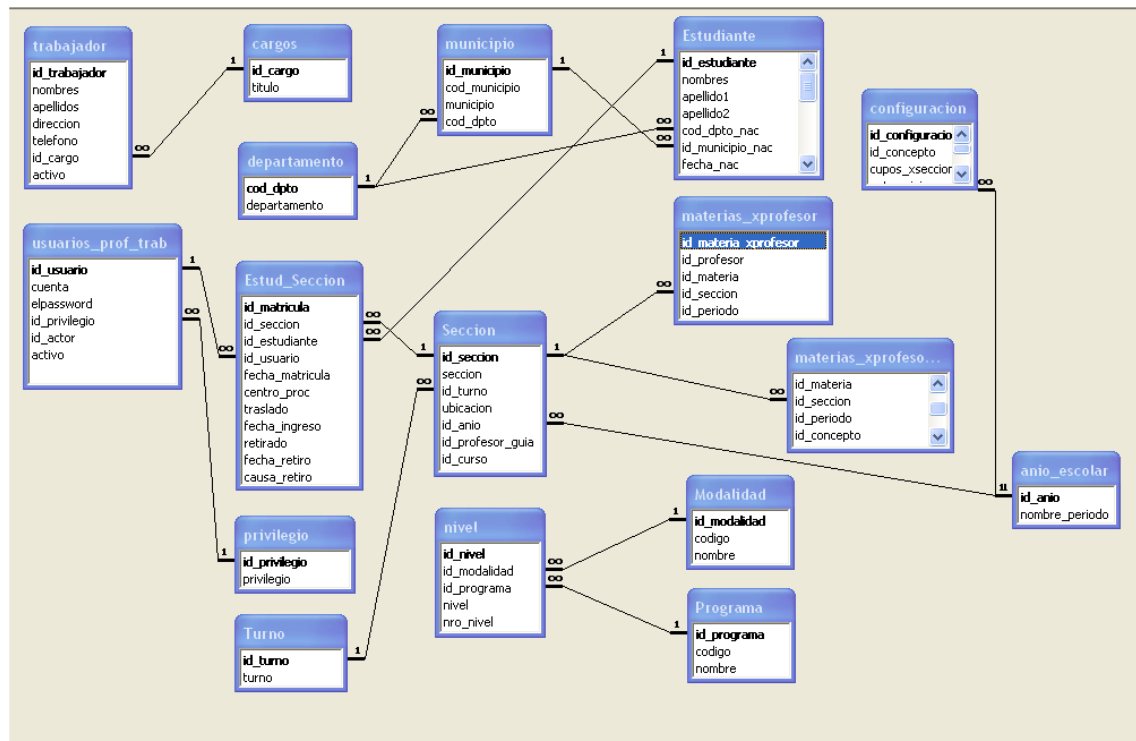 trabajador
id_trabajador
nombres
apellidos
direccion
telefono
id_cargo
activo
cargos
id_cargo
titulo
municipio
id_municipio
cod_municipio
municipio
cod_dpto
Estudiante
id_estudiante
nombres
apellido1
apellido2
cod_dpto_nac
id_municipio_nac
fecha_nac
configuracion
id_configuracio
id_concepto
cupos_xseccior
departamento
cod_dpto
departamento
usuarios_prof_trab
id_usuario
cuenta
elpassword
id_privilegio
id_actor
activo
Estud_Seccion
id_matricula
id_seccion
id_estudiante
id_usuario
fecha_matricula
centro_proc
traslado
fecha_ingreso
retirado
fecha_retiro
causa_retiro
Seccion
id_seccion
seccion
id_turno
ubicacion
id_anio
id_profesor_guia
id_curso
materias_xprofesor
id_materia_xprofesor
id_profesor
id_materia
id_seccion
id_periodo
materias_xprofeso...
id_materia
id_seccion
id_periodo
id_concepto
anio_escolar
id_anio
nombre_periodo
privilegio
id_privilegio
privilegio
nivel
id_nivel
id_modalidad
id_programa
nivel
nro_nivel
Modalidad
id_modalidad
codigo
nombre
Programa
id_programa
codigo
nombre
Turno
id_turno
turno